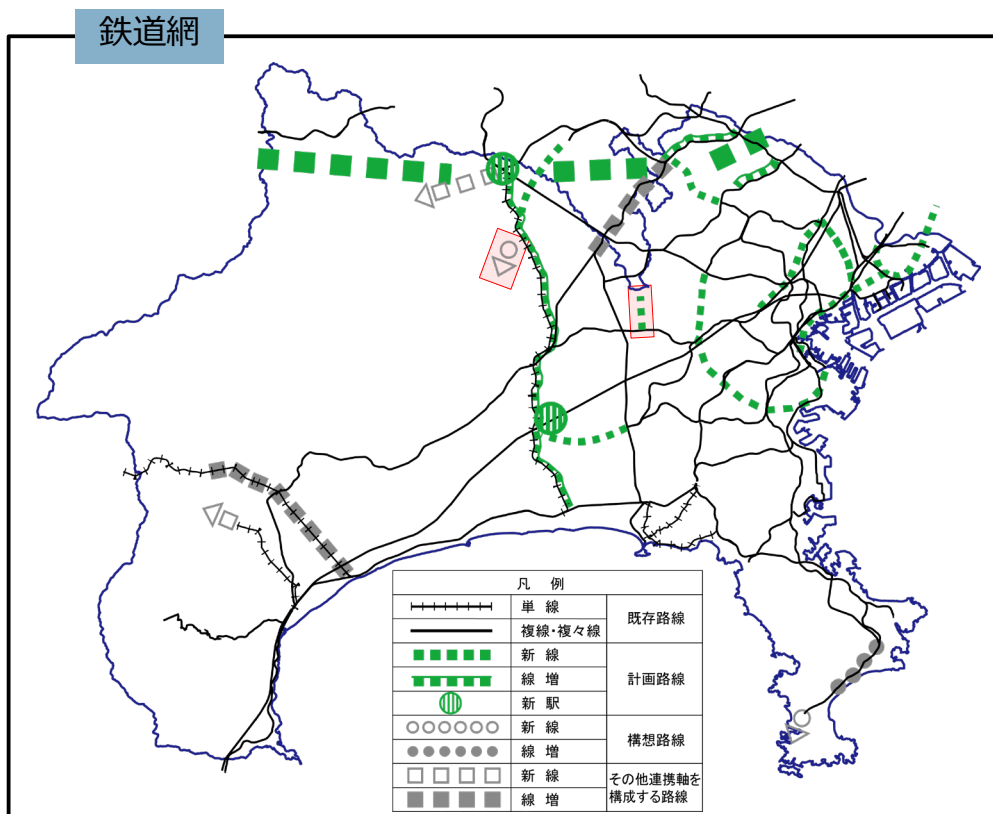 鉄道網
凡 例
単 線
複線・複々線
既存路線
新 線
線 増
新 駅
計画路線
新 線
線 増
構想路線
新 線
線 増
その他連携軸を
構成する路線